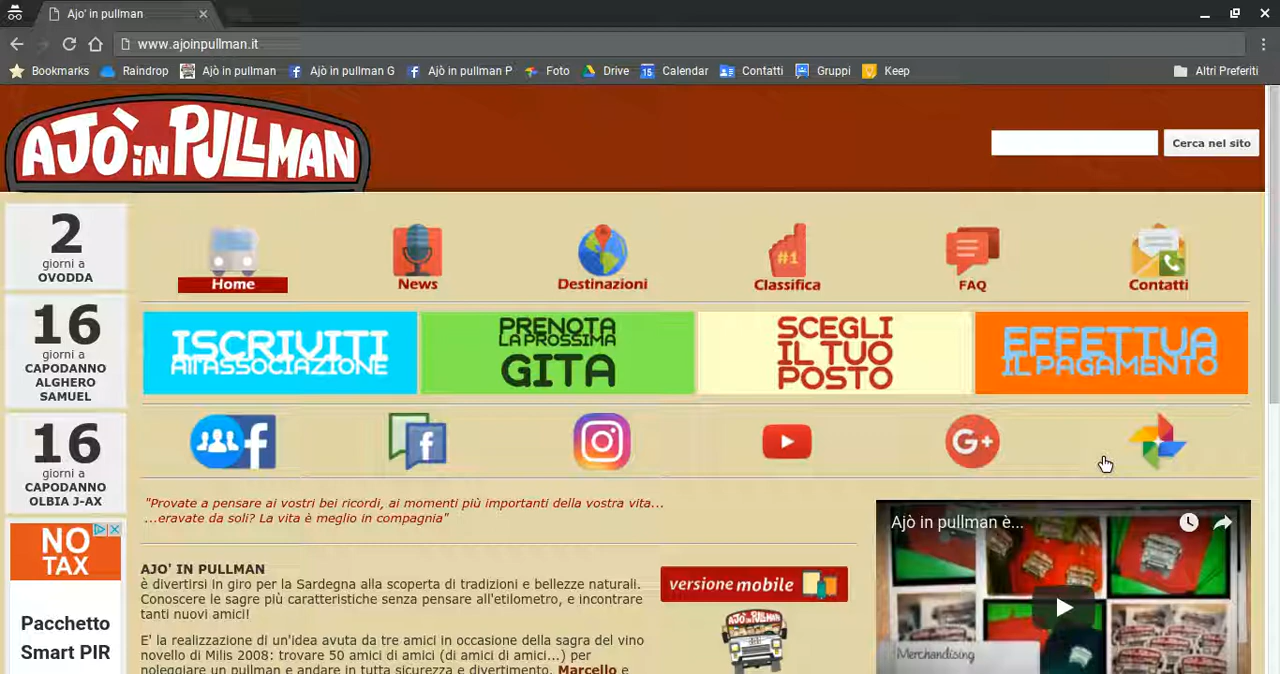 Ajo' in pullman
www.ajoinpullman.it
Bookmarks Raindrop Ajò in pullman Ajò in pullman G Ajò in pullman P Foto Drive Calendar Contatti Gruppi Keep Altri Preferiti
AJÒ IN PULLMAN
Cerca nel sito
2
giorni a
OVODDA
16
giorni a
CAPODANNO
ALGHERO
SAMUEL
16
giorni a
CAPODANNO
OLBIA J-AX
Home News Destinazioni #1 Classifica FAQ Contatti
ISCRIVITI
All'ASSOCIAZIONE
PRENOTA
LA PROSSIMA
GITA
SCEGLI
IL TUO
POSTO
EFFETTUA
IL PAGAMENTO
"Provate a pensare ai vostri bei ricordi, ai momenti più importanti della vostra vita...
...eravate da soli? La vita è meglio in compagnia"
NO
TAX
Pacchetto
Smart PIR
AJO' IN PULLMAN
è divertirsi in giro per la Sardegna alla scoperta di tradizioni e bellezze naturali.
Conoscere le sagre più caratteristiche senza pensare all'etilometro, e incontrare
tanti nuovi amici!
E' la realizzazione di un'idea avuta da tre amici in occasione della sagra del vino
novello di Milis 2008: trovare 50 amici di amici (di amici di amici...) per
noleggiare un pullman e andare in tutta sicurezza e divertimento. Marcello e
versione mobile
AJÒ IN PULLMAN
Ajò in pullman è...
Merchandising